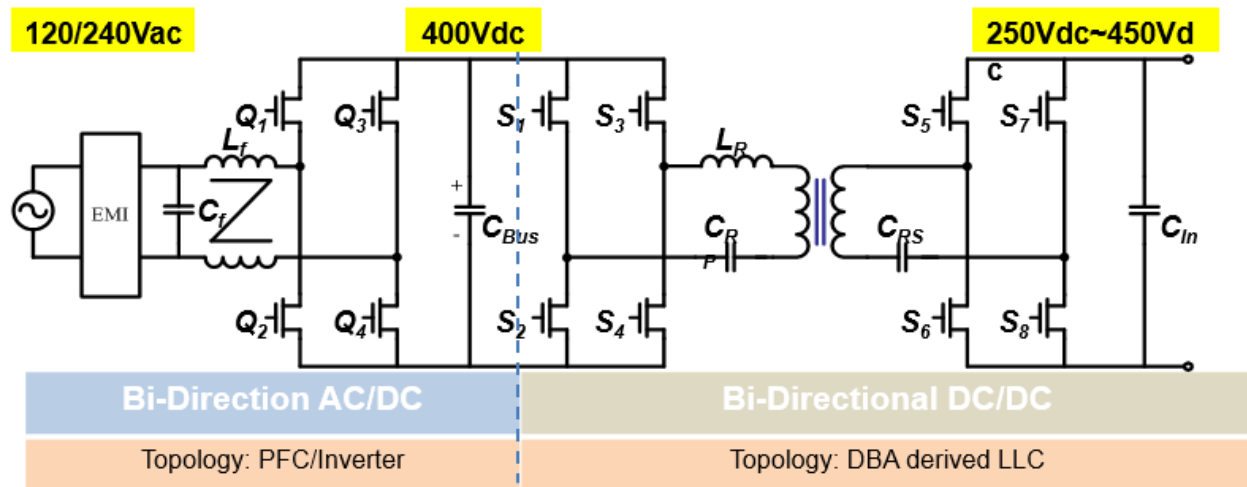 120/240Vac
400Vdc
250Vdc~450Vd
c
Q1
Q3
S1
S3
S5
S7
Lf
LR
EMI
Cf
+
-
CBus
CR
P
CRS
CIn
Q2
Q4
S2
S4
S6
S8
Bi-Direction AC/DC
Bi-Directional DC/DC
Topology: PFC/Inverter
Topology: DBA derived LLC